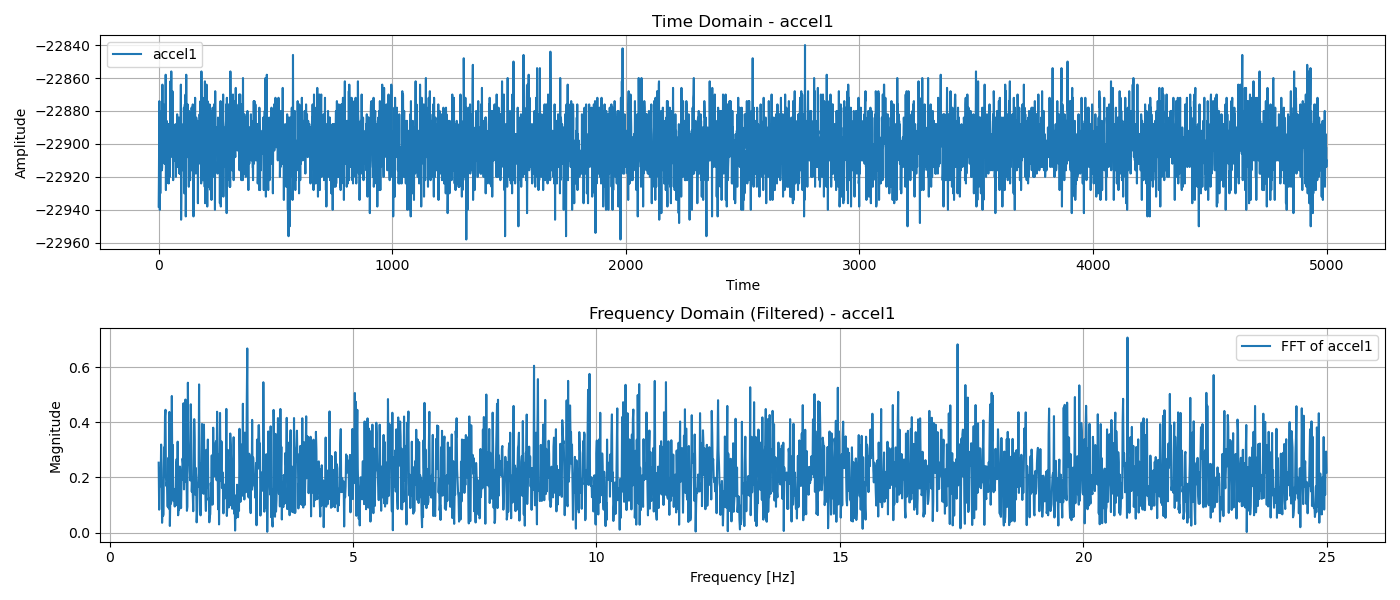 Time Domain - accel1
accel1
−22840
−22860
−22880
−22900
−22920
−22940
−22960
Amplitude
0 1000 2000 3000 4000 5000
Time
Frequency Domain (Filtered) - accel1
FFT of accel1
0.6
0.4
0.2
0.0
Magnitude
0 5 10 15 20 25
Frequency [Hz]